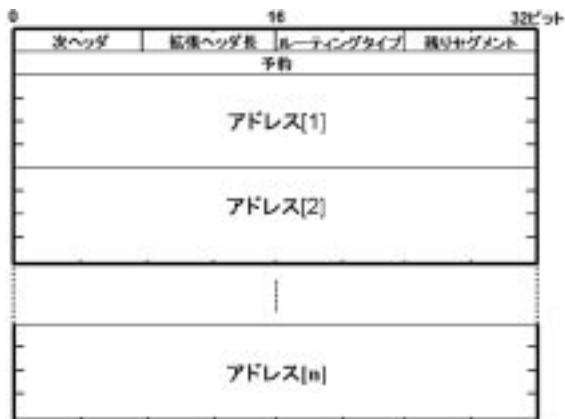 0 16 32ビット
次ヘッダ 拡張ヘッダ長 ルーティングタイプ 残りセグメント
予約
アドレス[1]
アドレス[2]
アドレス[n]